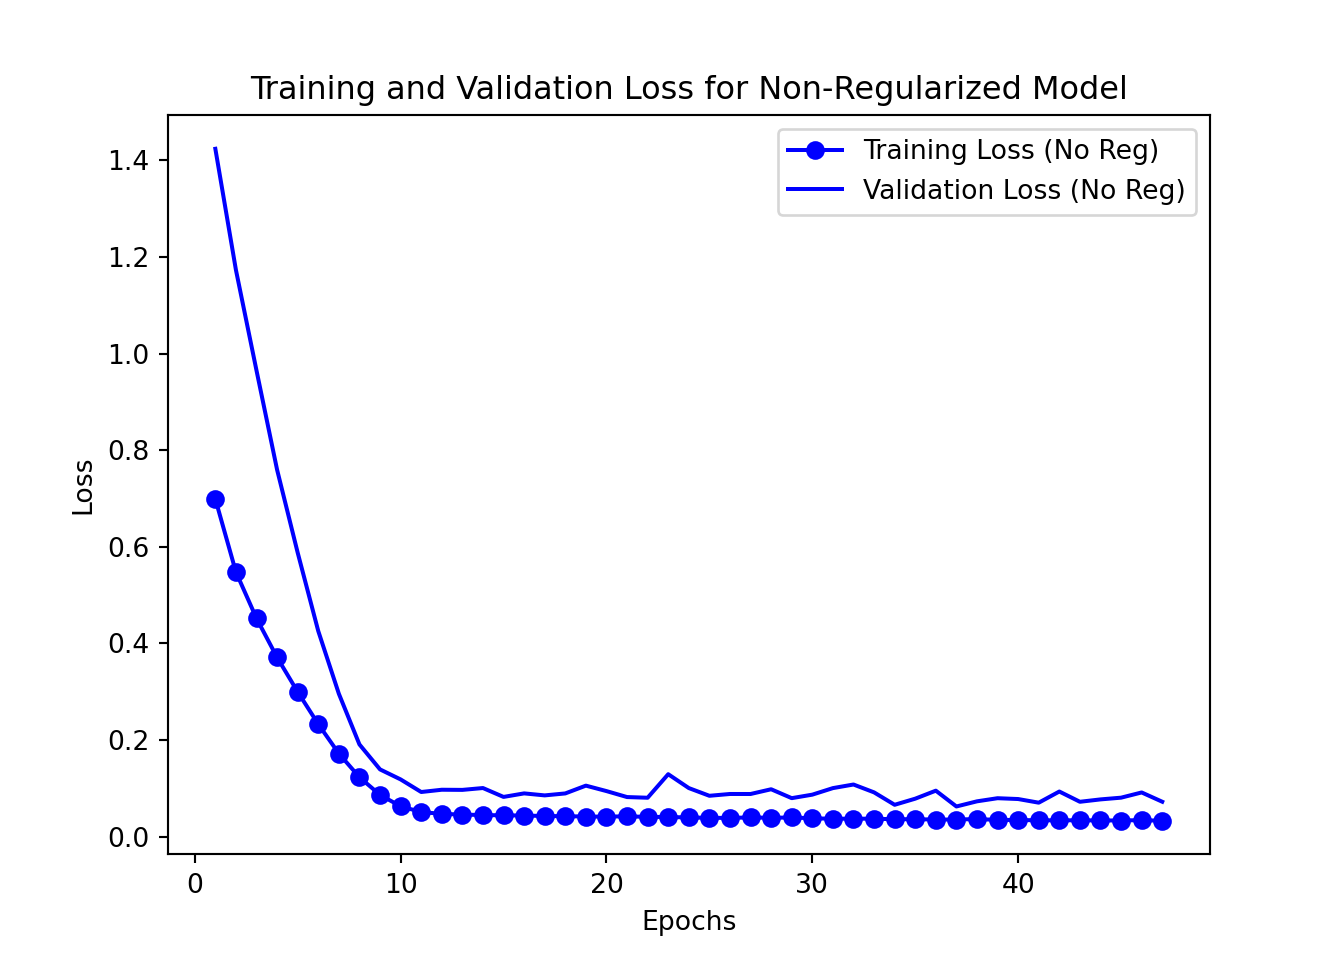 Training and Validation Loss for Non-Regularized Model
Training Loss (No Reg)
Validation Loss (No Reg)
Loss
1.4
1.2
1.0
0.8
0.6
0.4
0.2
0.0
0 10 20 30 40
Epochs